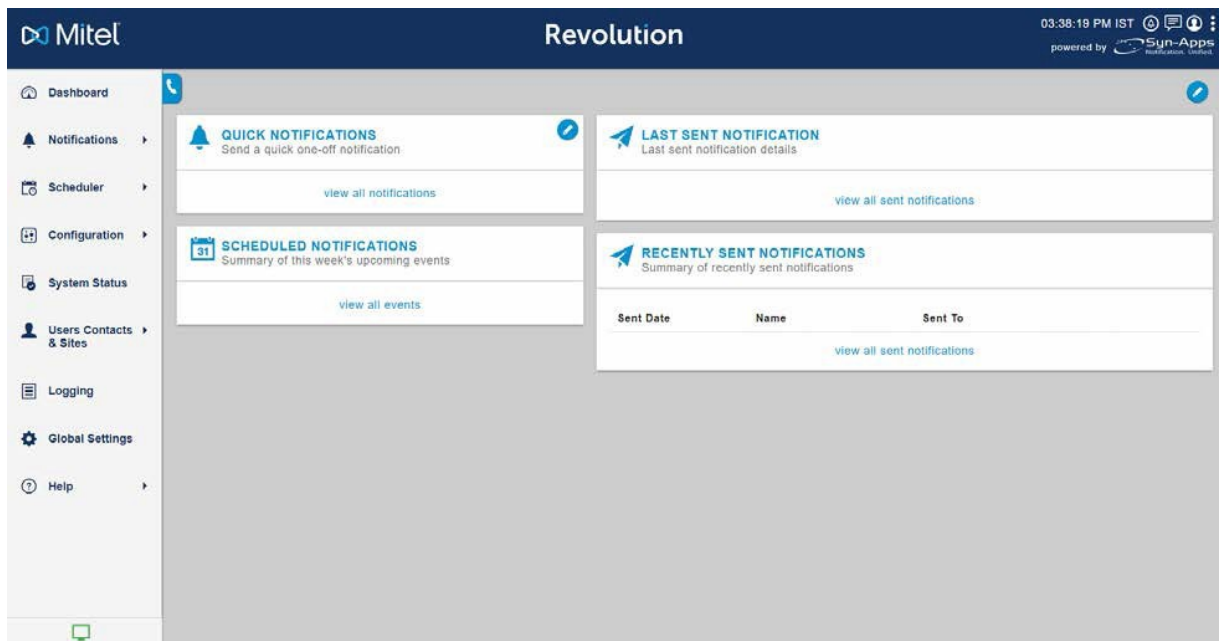 Mitel
Revolution
03:38:19 PM IST
powered by Syn-Apps
Notification. Unified.
Dashboard
Notifications
Scheduler
Configuration
System Status
Users Contacts
& Sites
Logging
Global Settings
Help
QUICK NOTIFICATIONS
Send a quick one-off notification
view all notifications
31
SCHEDULED NOTIFICATIONS
Summary of this week's upcoming events
view all events
LAST SENT NOTIFICATION
Last sent notification details
view all sent notifications
RECENTLY SENT NOTIFICATIONS
Summary of recently sent notifications
Sent Date Name Sent To
view all sent notifications